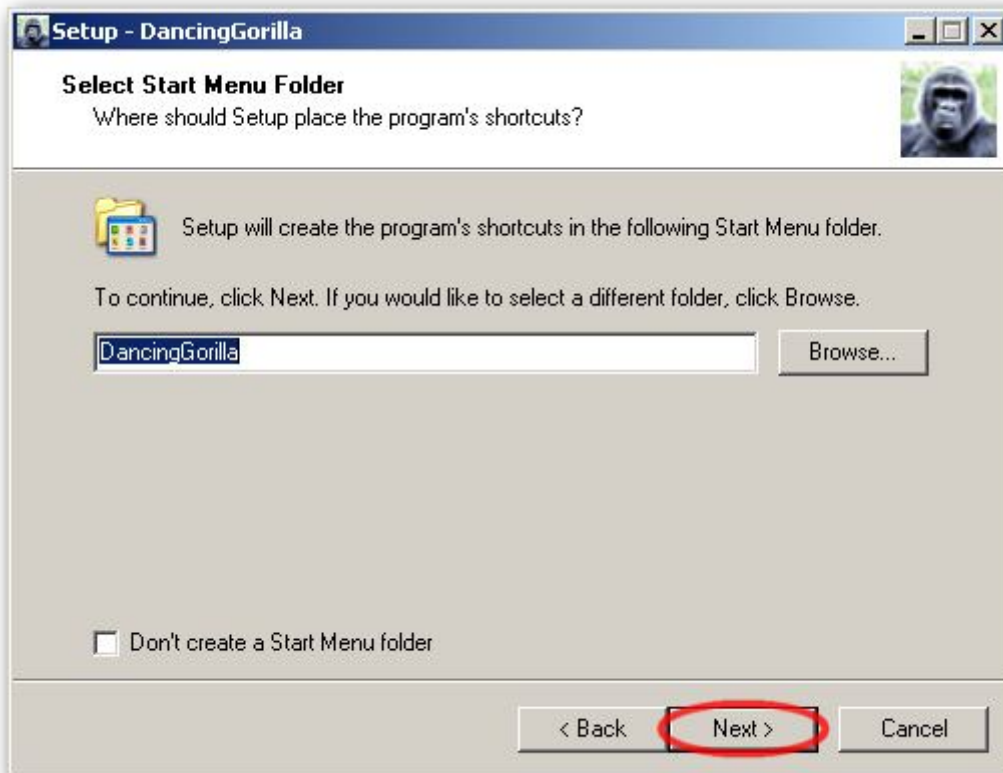 Setup - DancingGorilla
Select Start Menu Folder
Where should Setup place the program's shortcuts?
Setup will create the program's shortcuts in the following Start Menu folder.
To continue, click Next. If you would like to select a different folder, click Browse.
DancingGorilla
Browse...
Don't create a Start Menu folder
< Back
Next >
Cancel